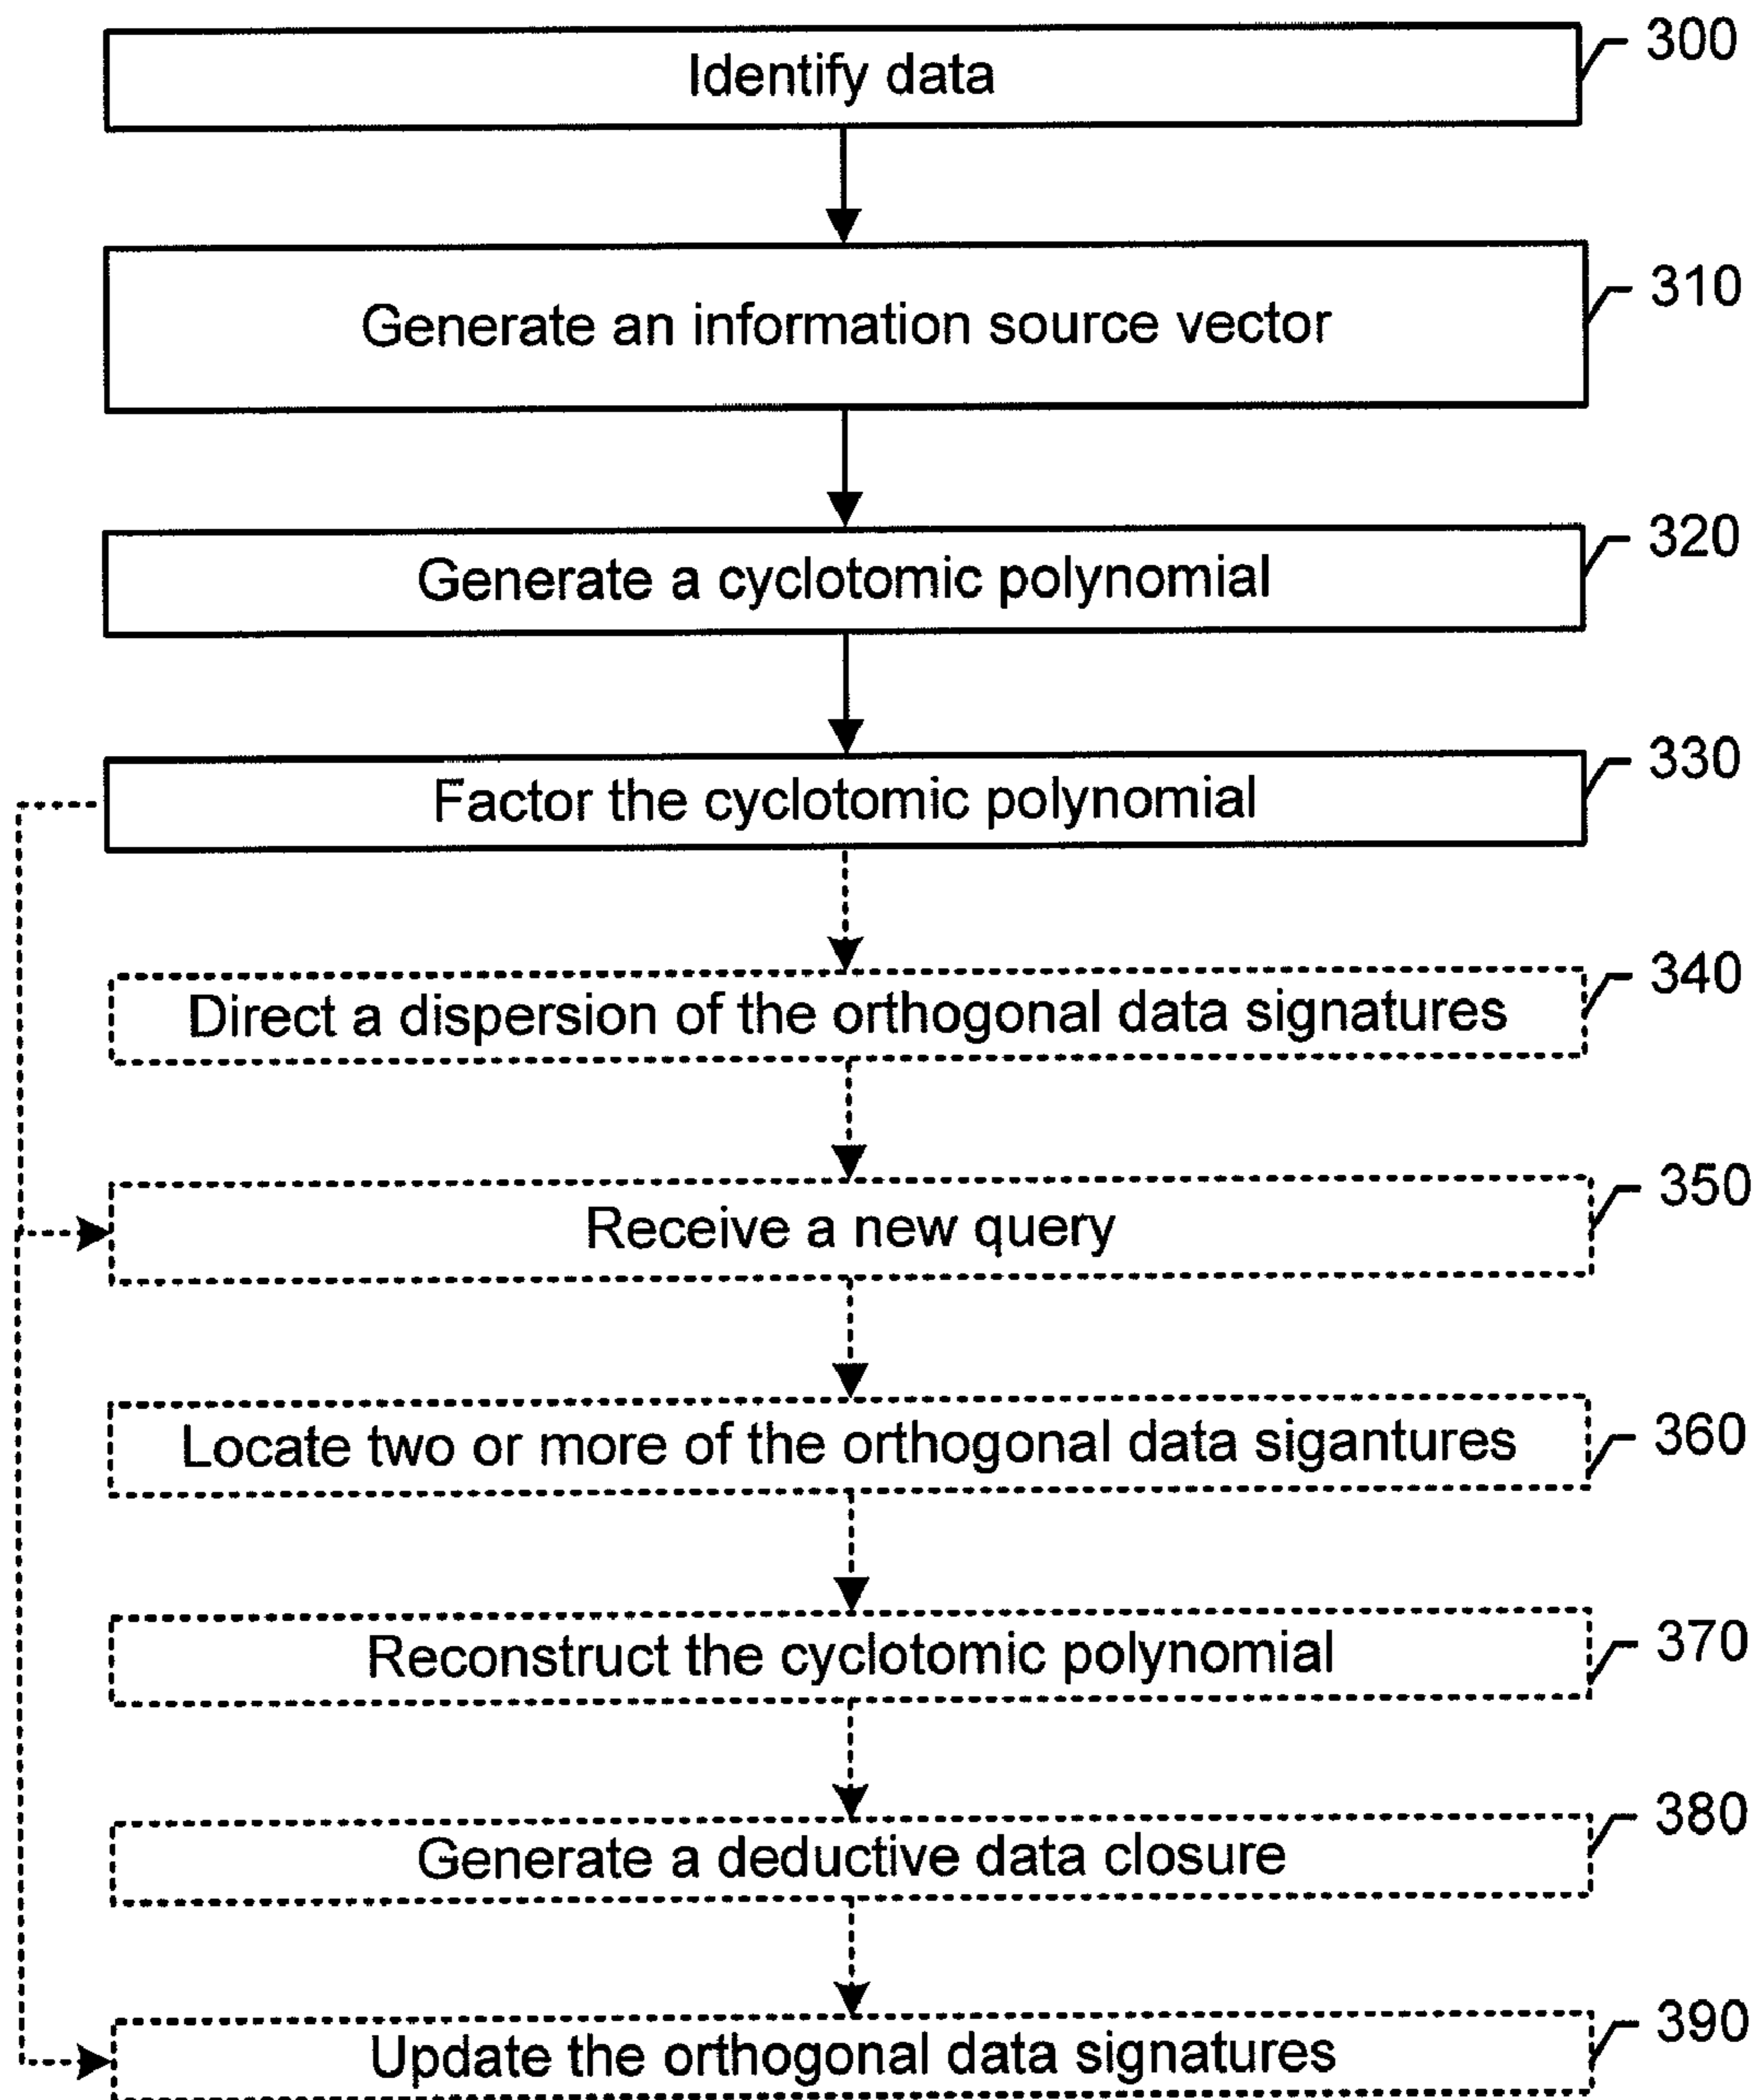 300
Identify data
310
Generate an information source vector
320
Generate a cyclotomic polynomial
330
Factor the cyclotomic polynomial
340
Direct a dispersion of the orthogonal data signatures
350
Receive a new query
360
Locate two or more of the orthogonal data sigantures
370
Reconstruct the cyclotomic polynomial
380
Generate a deductive data closure
390
Update the orthogonal data signatures